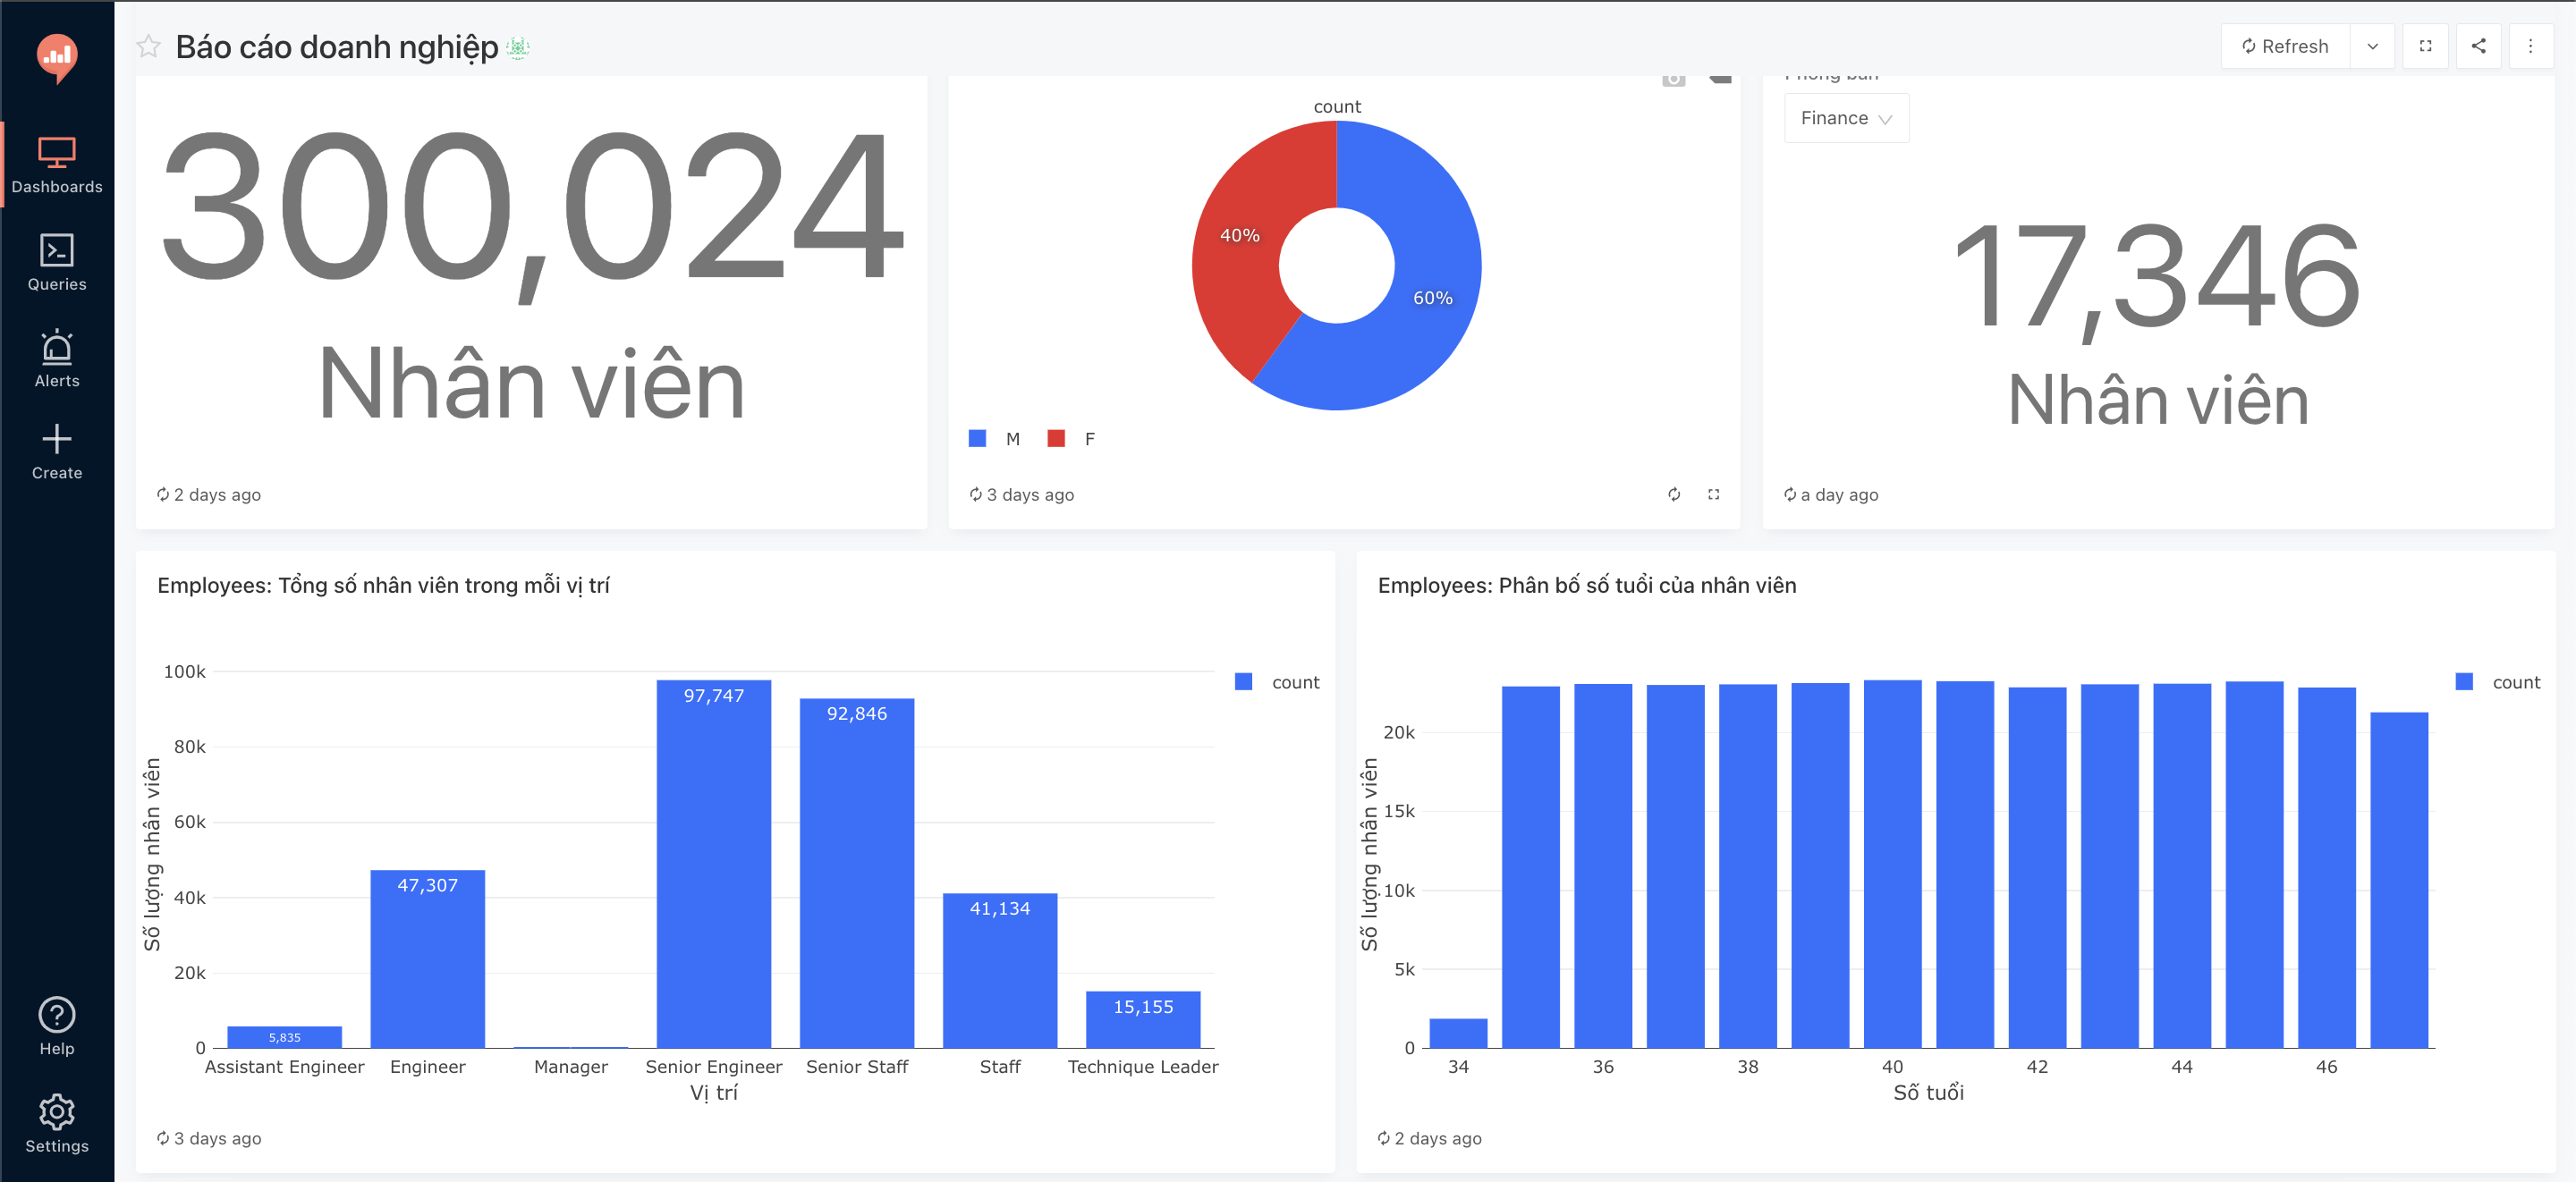 Báo cáo doanh nghiệp
Refresh
Dashboards
Queries
Alerts
Create
Help
Settings
300,024
Nhân viên
2 days ago
count
40%
60%
M
F
3 days ago
Phòng ban
Finance
17,346
Nhân viên
a day ago
Employees: Tổng số nhân viên trong mỗi vị trí
100k
80k
60k
40k
20k
0
Số lượng nhân viên
5,835
47,307
97,747
92,846
41,134
15,155
Assistant Engineer
Engineer
Manager
Senior Engineer
Senior Staff
Staff
Technique Leader
Vị trí
count
3 days ago
Employees: Phân bố số tuổi của nhân viên
20k
15k
10k
5k
0
Số lượng nhân viên
34
36
38
40
42
44
46
Số tuổi
count
2 days ago